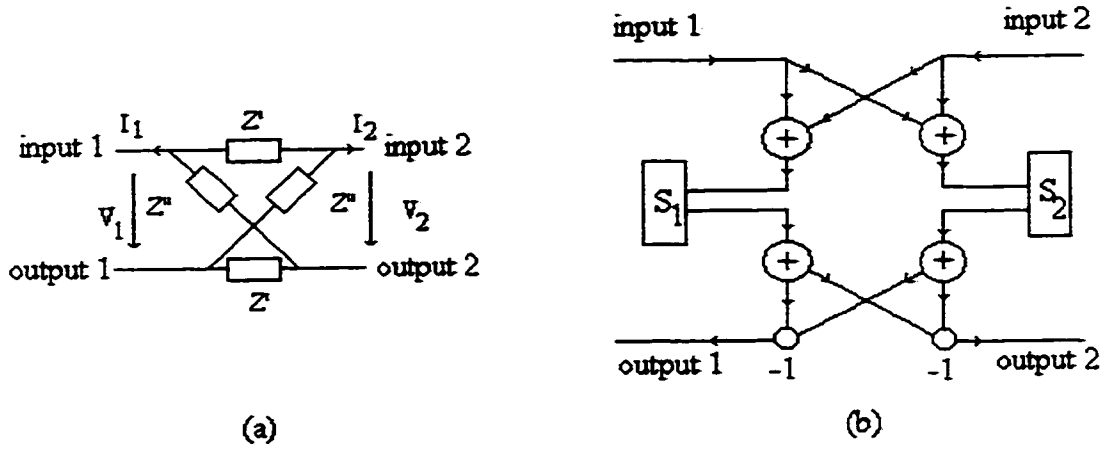 I1 Z' I2
input 1 input 2
V1 Z" Z" V2
output 1 output 2
Z'
(a)
input 1 input 2
+ +
S1 S2
+ +
output 1 -1 -1 output 2
(b)